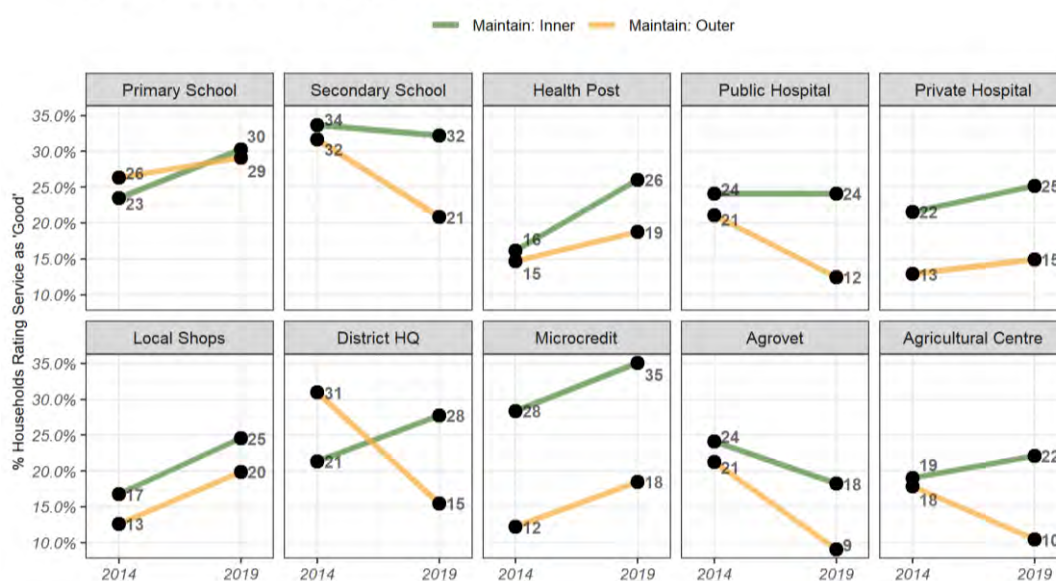 Maintain: Inner Maintain: Outer
% Households Rating Service as 'Good'
Primary School Secondary School Health Post Public Hospital Private Hospital
35.0%
30.0%
25.0%
20.0%
15.0%
10.0%
26 23 30 29
34 32 32 21
16 15 26 19
24 21 24 12
22 13 25 15
Local Shops District HQ Microcredit Agrovet Agricultural Centre
35.0%
30.0%
25.0%
20.0%
15.0%
10.0%
17 13 25 20
31 21 28 15
28 12 35 18
24 21 18 9
19 18 22 10
2014 2019 2014 2019 2014 2019 2014 2019 2014 2019